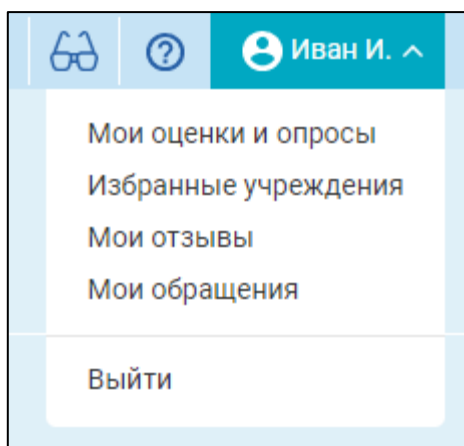 Иван И.
Мои оценки и опросы
Избранные учреждения
Мои отзывы
Мои обращения
Выйти